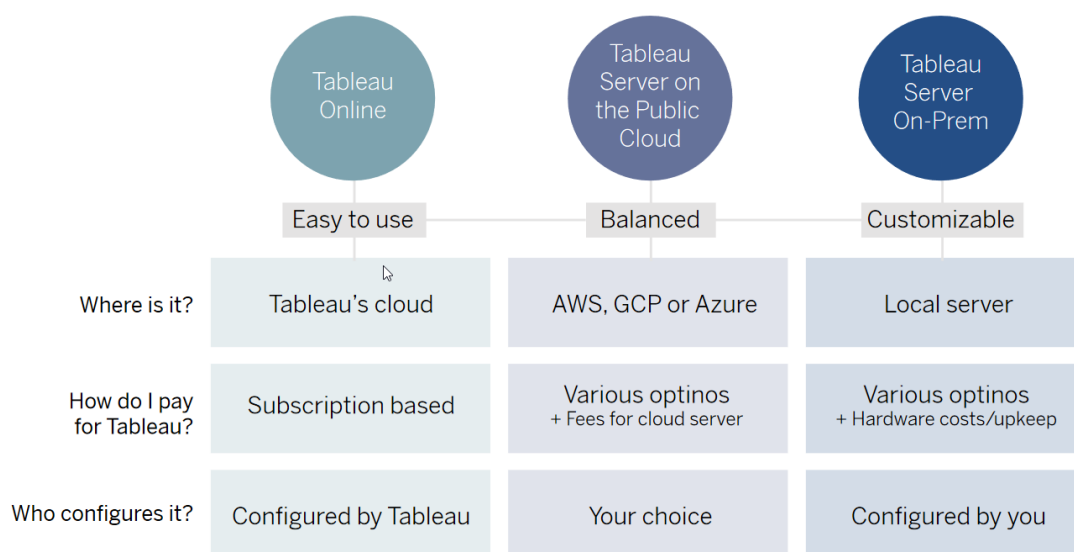 Tableau
Online
Tableau
Server on
the Public
Cloud
Tableau
Server
On-Prem
Easy to use
Balanced
Customizable
Where is it?
Tableau's cloud
AWS, GCP or Azure
Local server
How do I pay
for Tableau?
Subscription based
Various optinos
+ Fees for cloud server
Various optinos
+ Hardware costs/upkeep
Who configures it?
Configured by Tableau
Your choice
Configured by you